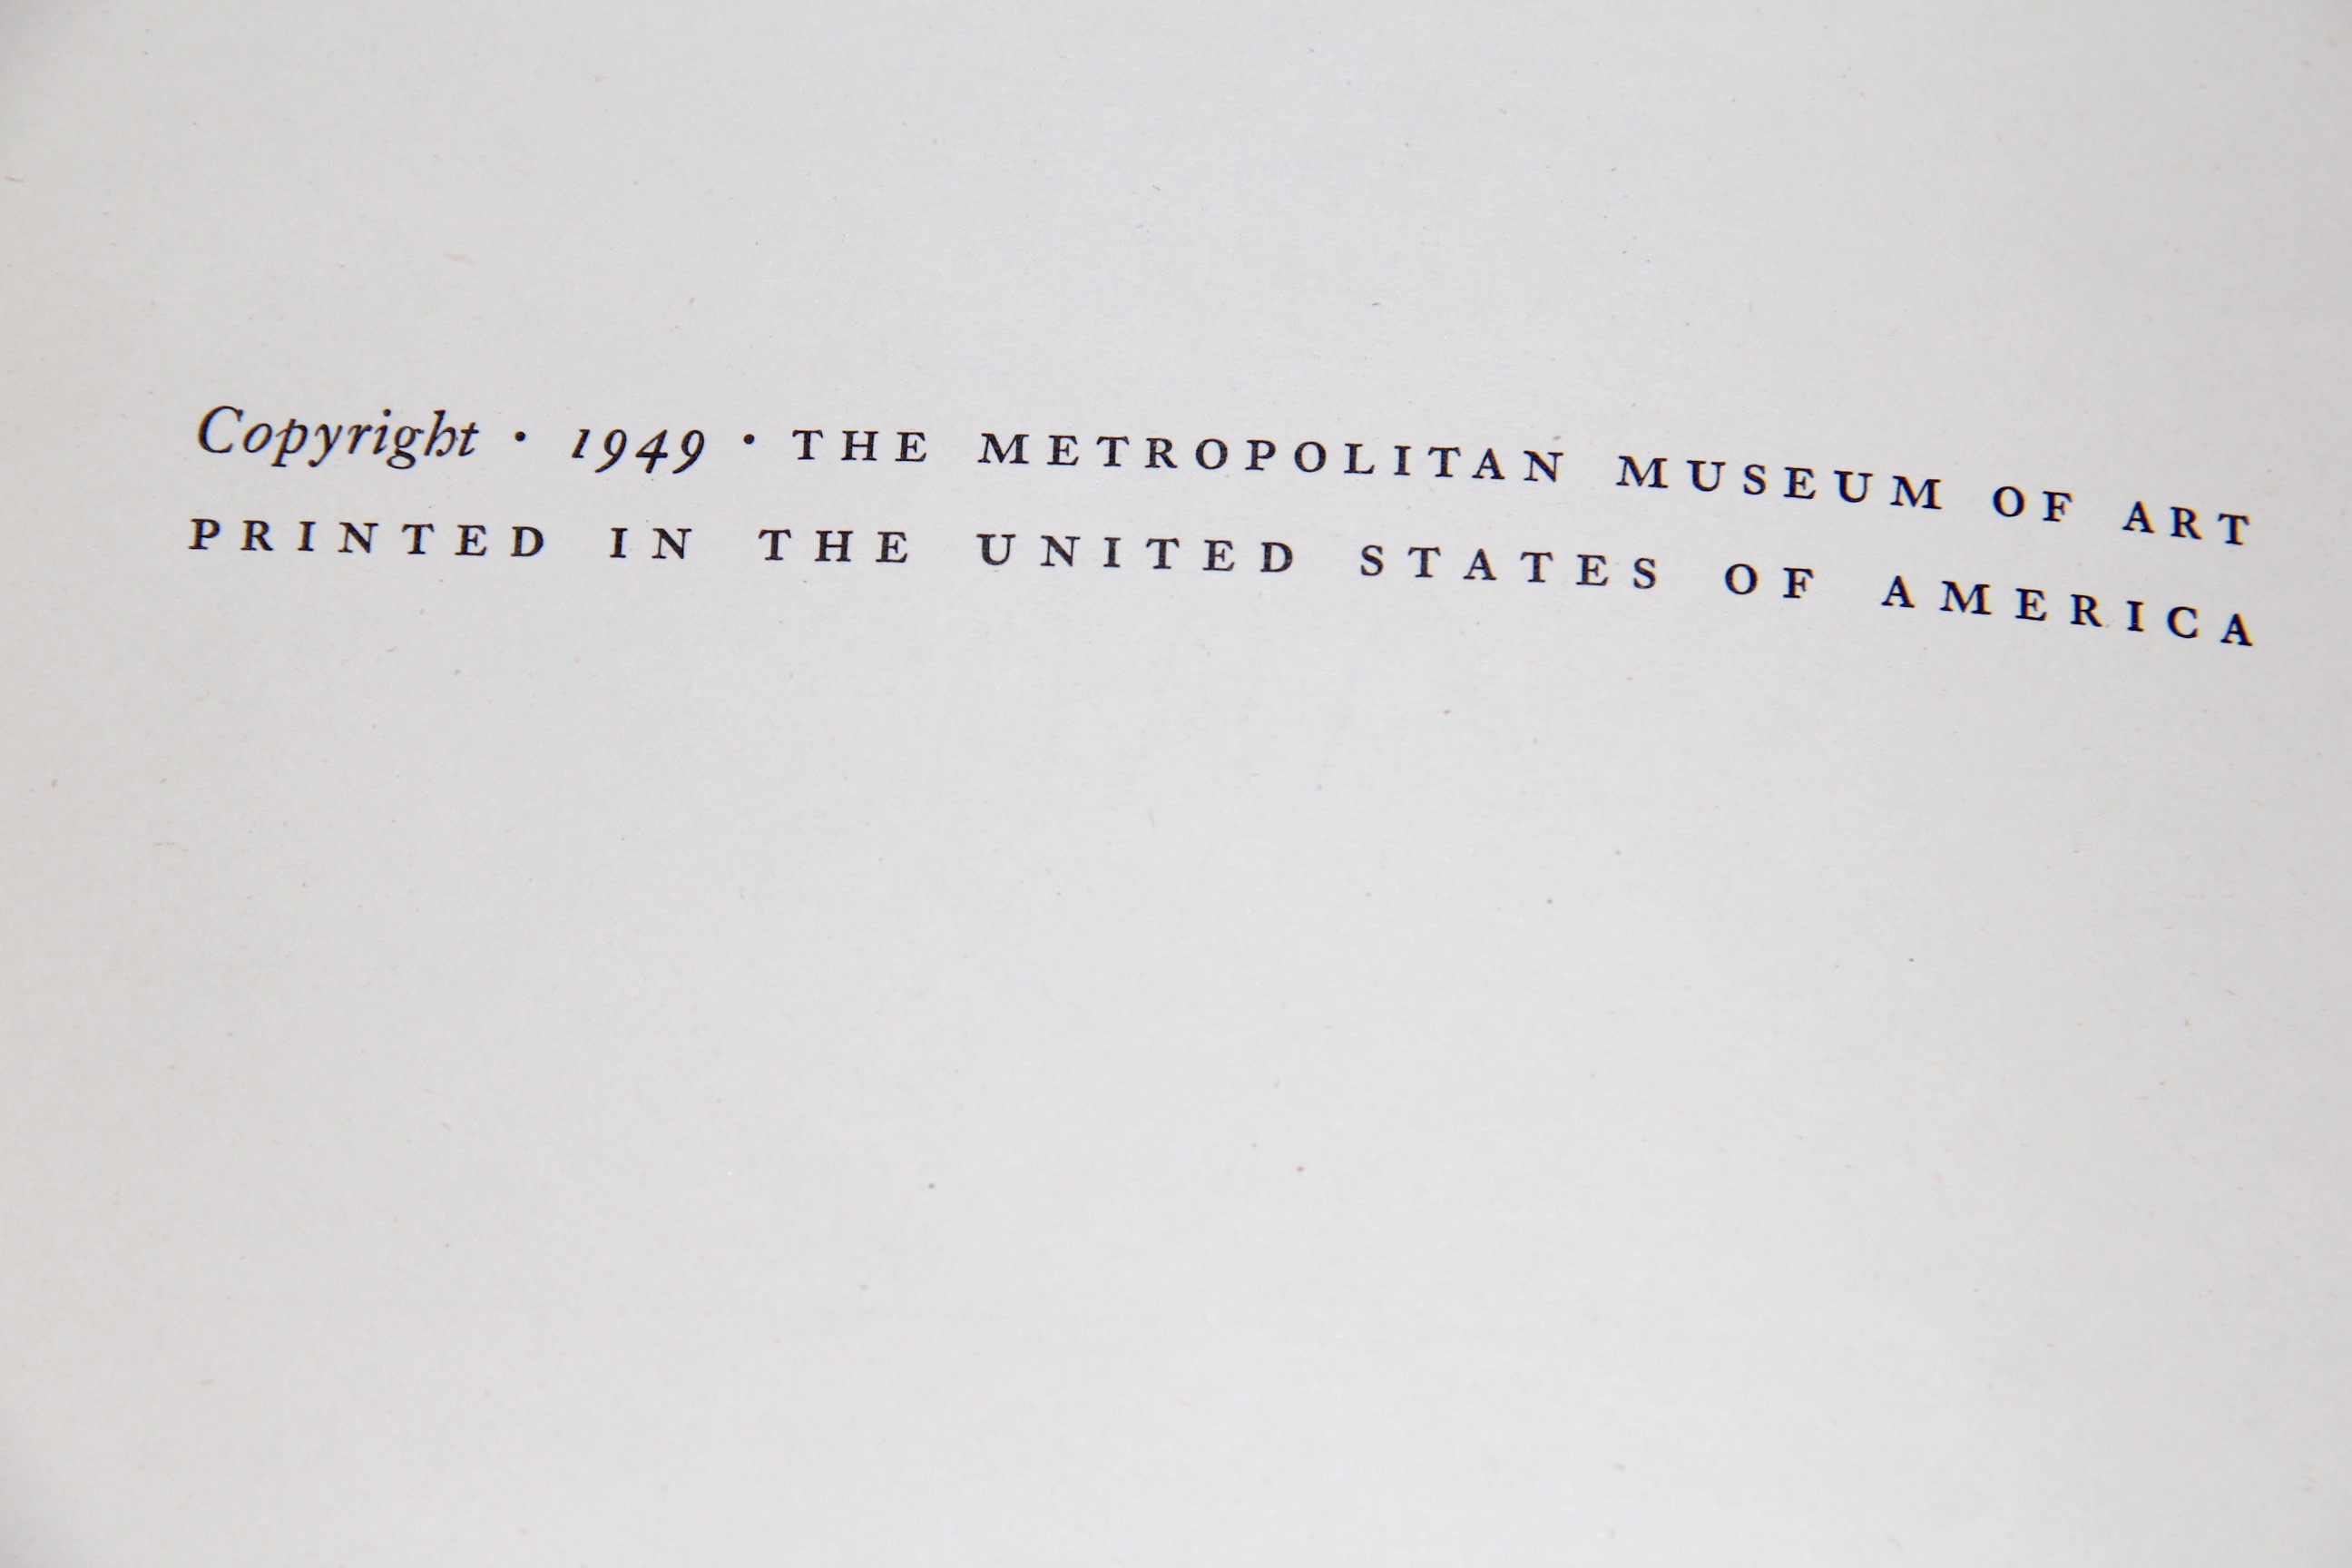 Copyright · 1949 · THE METROPOLITAN MUSEUM OF ART
PRINTED IN THE UNITED STATES OF AMERICA